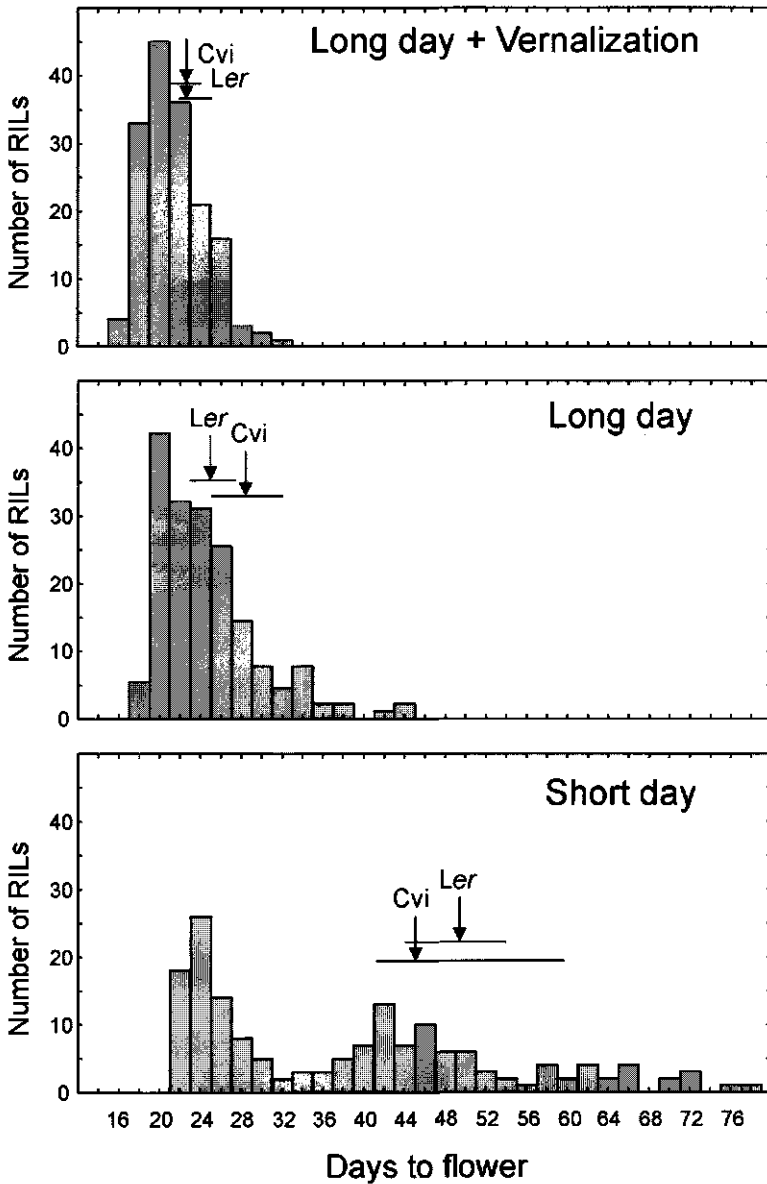 Long day + Vernalization
Cvi
Ler
Number of RILs
40
30
20
10
0
Long day
Ler
Cvi
Number of RILs
40
30
20
10
0
Short day
Ler
Cvi
Number of RILs
40
30
20
10
0
16 20 24 28 32 36 40 44 48 52 56 60 64 68 72 76
Days to flower